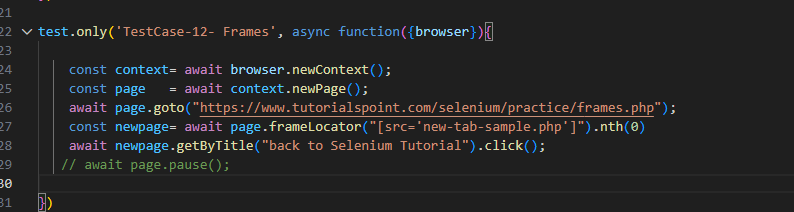 21
22 test.only('TestCase-12- Frames', async function({browser}){
23
24 const context= await browser.newContext();
25 const page   = await context.newPage();
26 await page.goto("https://www.tutorialspoint.com/selenium/practice/frames.php");
27 const newpage= await page.frameLocator("[src='new-tab-sample.php']").nth(0)
28 await newpage.getByTitle("back to Selenium Tutorial").click();
29 // await page.pause();
30
31 })